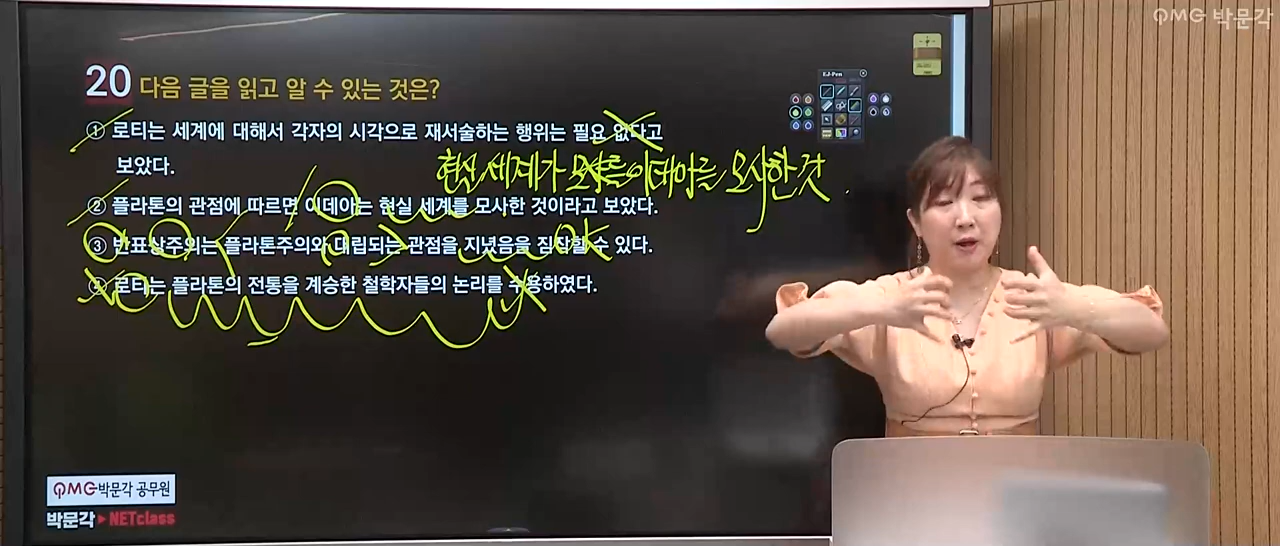 QMG 박문각
20 다음 글을 읽고 알 수 있는 것은?
EJ-Pen
① 로티는 세계에 대해서 각자의 시각으로 재서술하는 행위는 필요 없다고
보았다.
현실 세계가 이데아를 모사한 것
② 플라톤의 관점에 따르면 이데아는 현실 세계를 모사한 것이라고 보았다.
③ 반표상주의는 플라톤주의와 대립되는 관점을 지녔음을 짐작할 수 있다.
④ 로티는 플라톤의 전통을 계승한 철학자들의 논리를 수용하였다.
QMG 박문각 공무원
박문각 ▶ NETclass